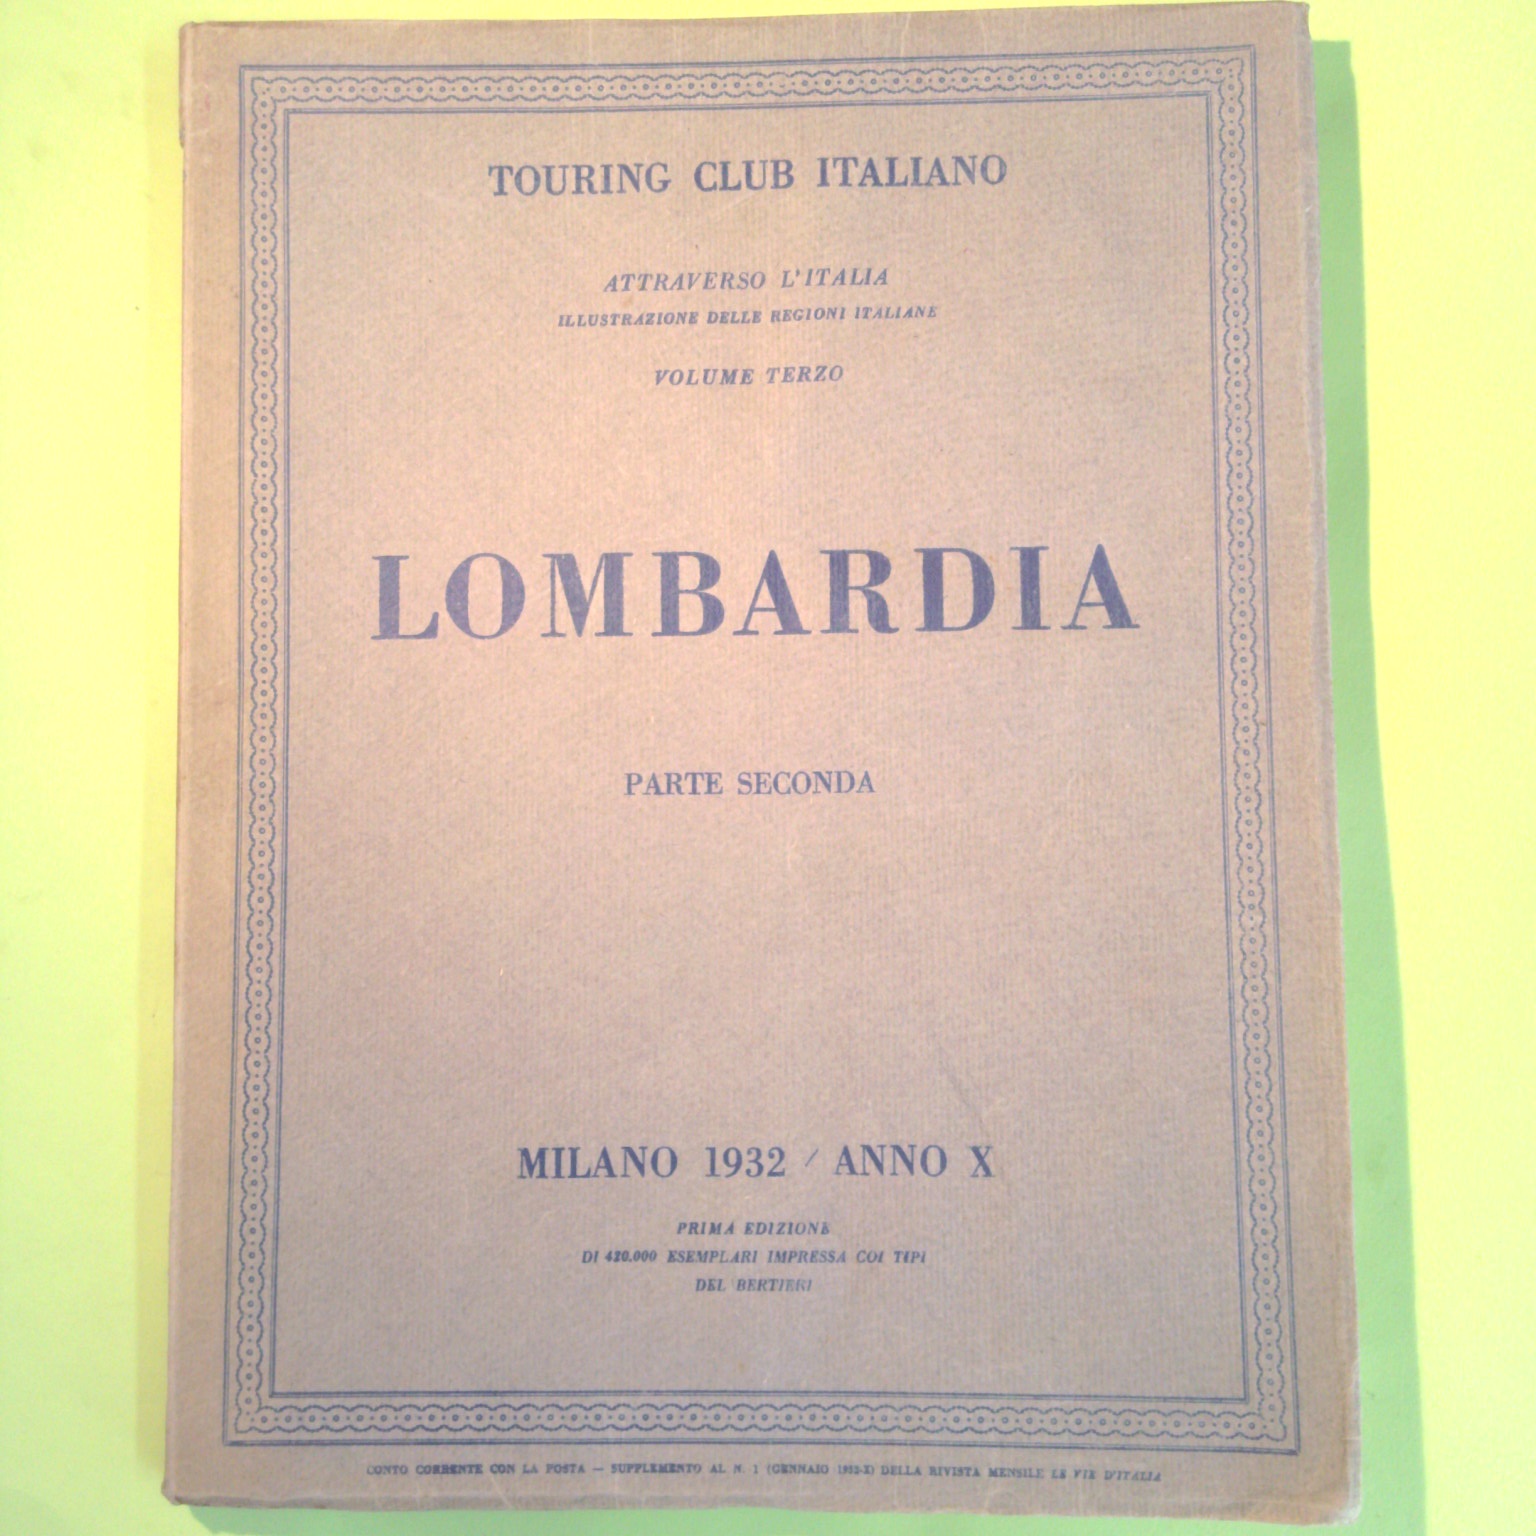 TOURING CLUB ITALIANO
ATTRAVERSO L'ITALIA
ILLUSTRAZIONE DELLE REGIONI ITALIANE
VOLUME TERZO
LOMBARDIA
PARTE SECONDA
MILANO 1932 / ANNO X
PRIMA EDIZIONE
DI 420.000 ESEMPLARI IMPRESSA COI TIPI
DEL BERTIERI
CONTO CORRENTE CON LA POSTA — SUPPLEMENTO AL N. 1 (GENNAIO 1932-X) DELLA RIVISTA MENSILE LE VIE D'ITALIA